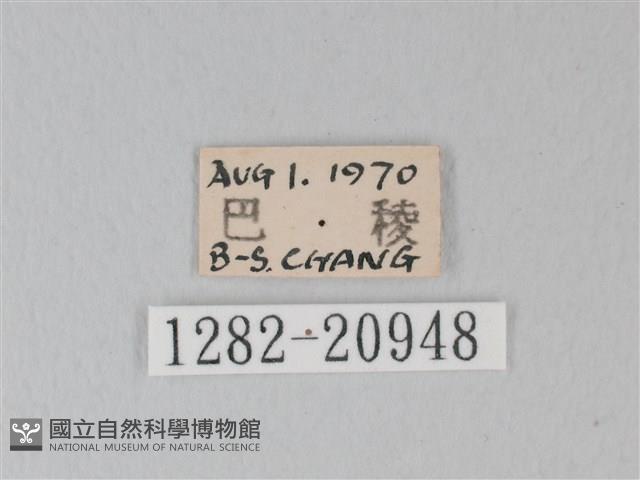 AUG 1. 1970
巴 · 稜
B-S. CHANG
1282-20948
國立自然科學博物館
NATIONAL MUSEUM OF NATURAL SCIENCE